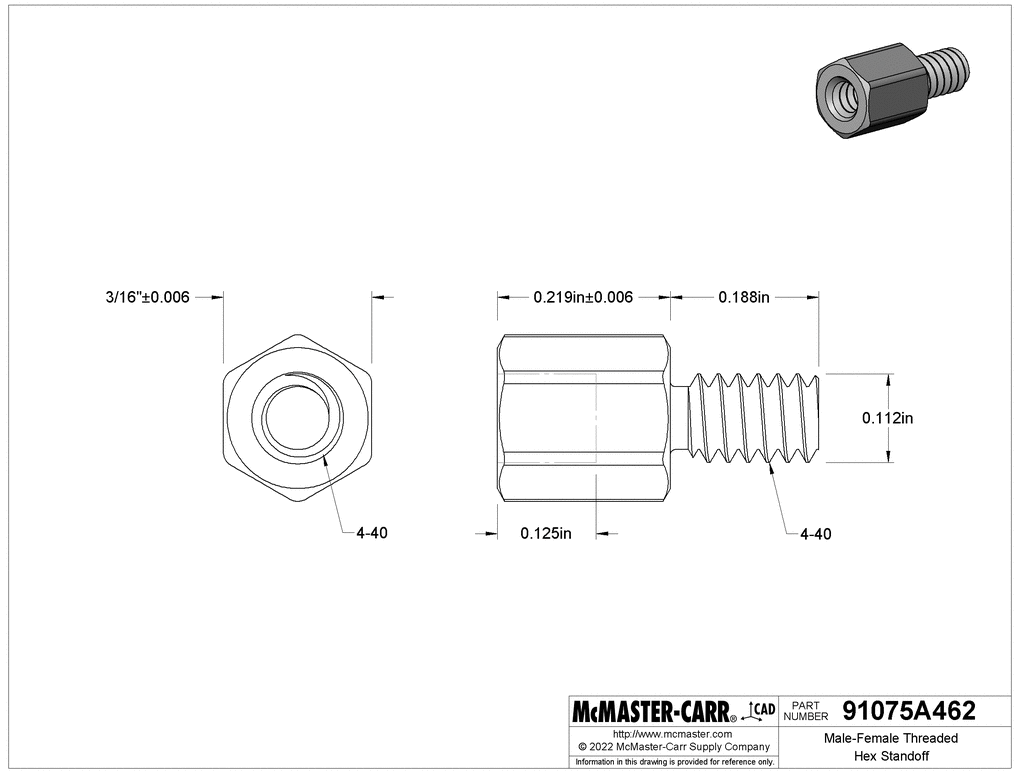 3/16"±0.006
0.219in±0.006
0.188in
0.112in
4-40
0.125in
4-40
McMASTER-CARR® CAD
http://www.mcmaster.com
© 2022 McMaster-Carr Supply Company
Information in this drawing is provided for reference only.
PART
NUMBER
91075A462
Male-Female Threaded
Hex Standoff